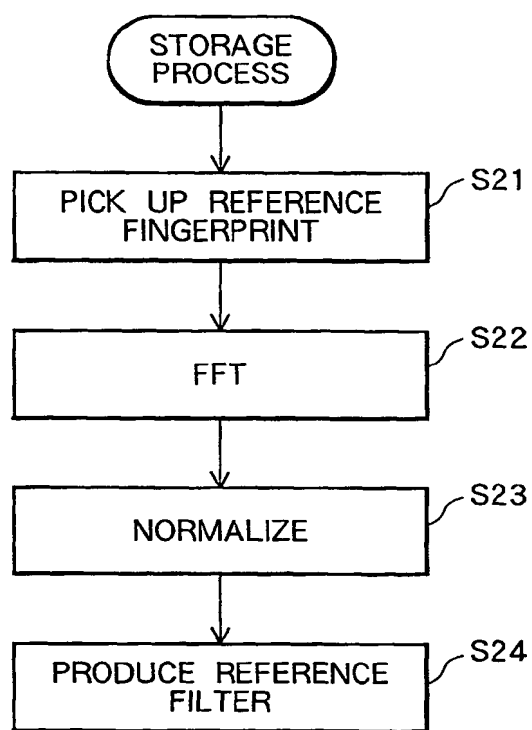 STORAGE
PROCESS
S21
PICK UP REFERENCE
FINGERPRINT
S22
FFT
S23
NORMALIZE
S24
PRODUCE REFERENCE
FILTER